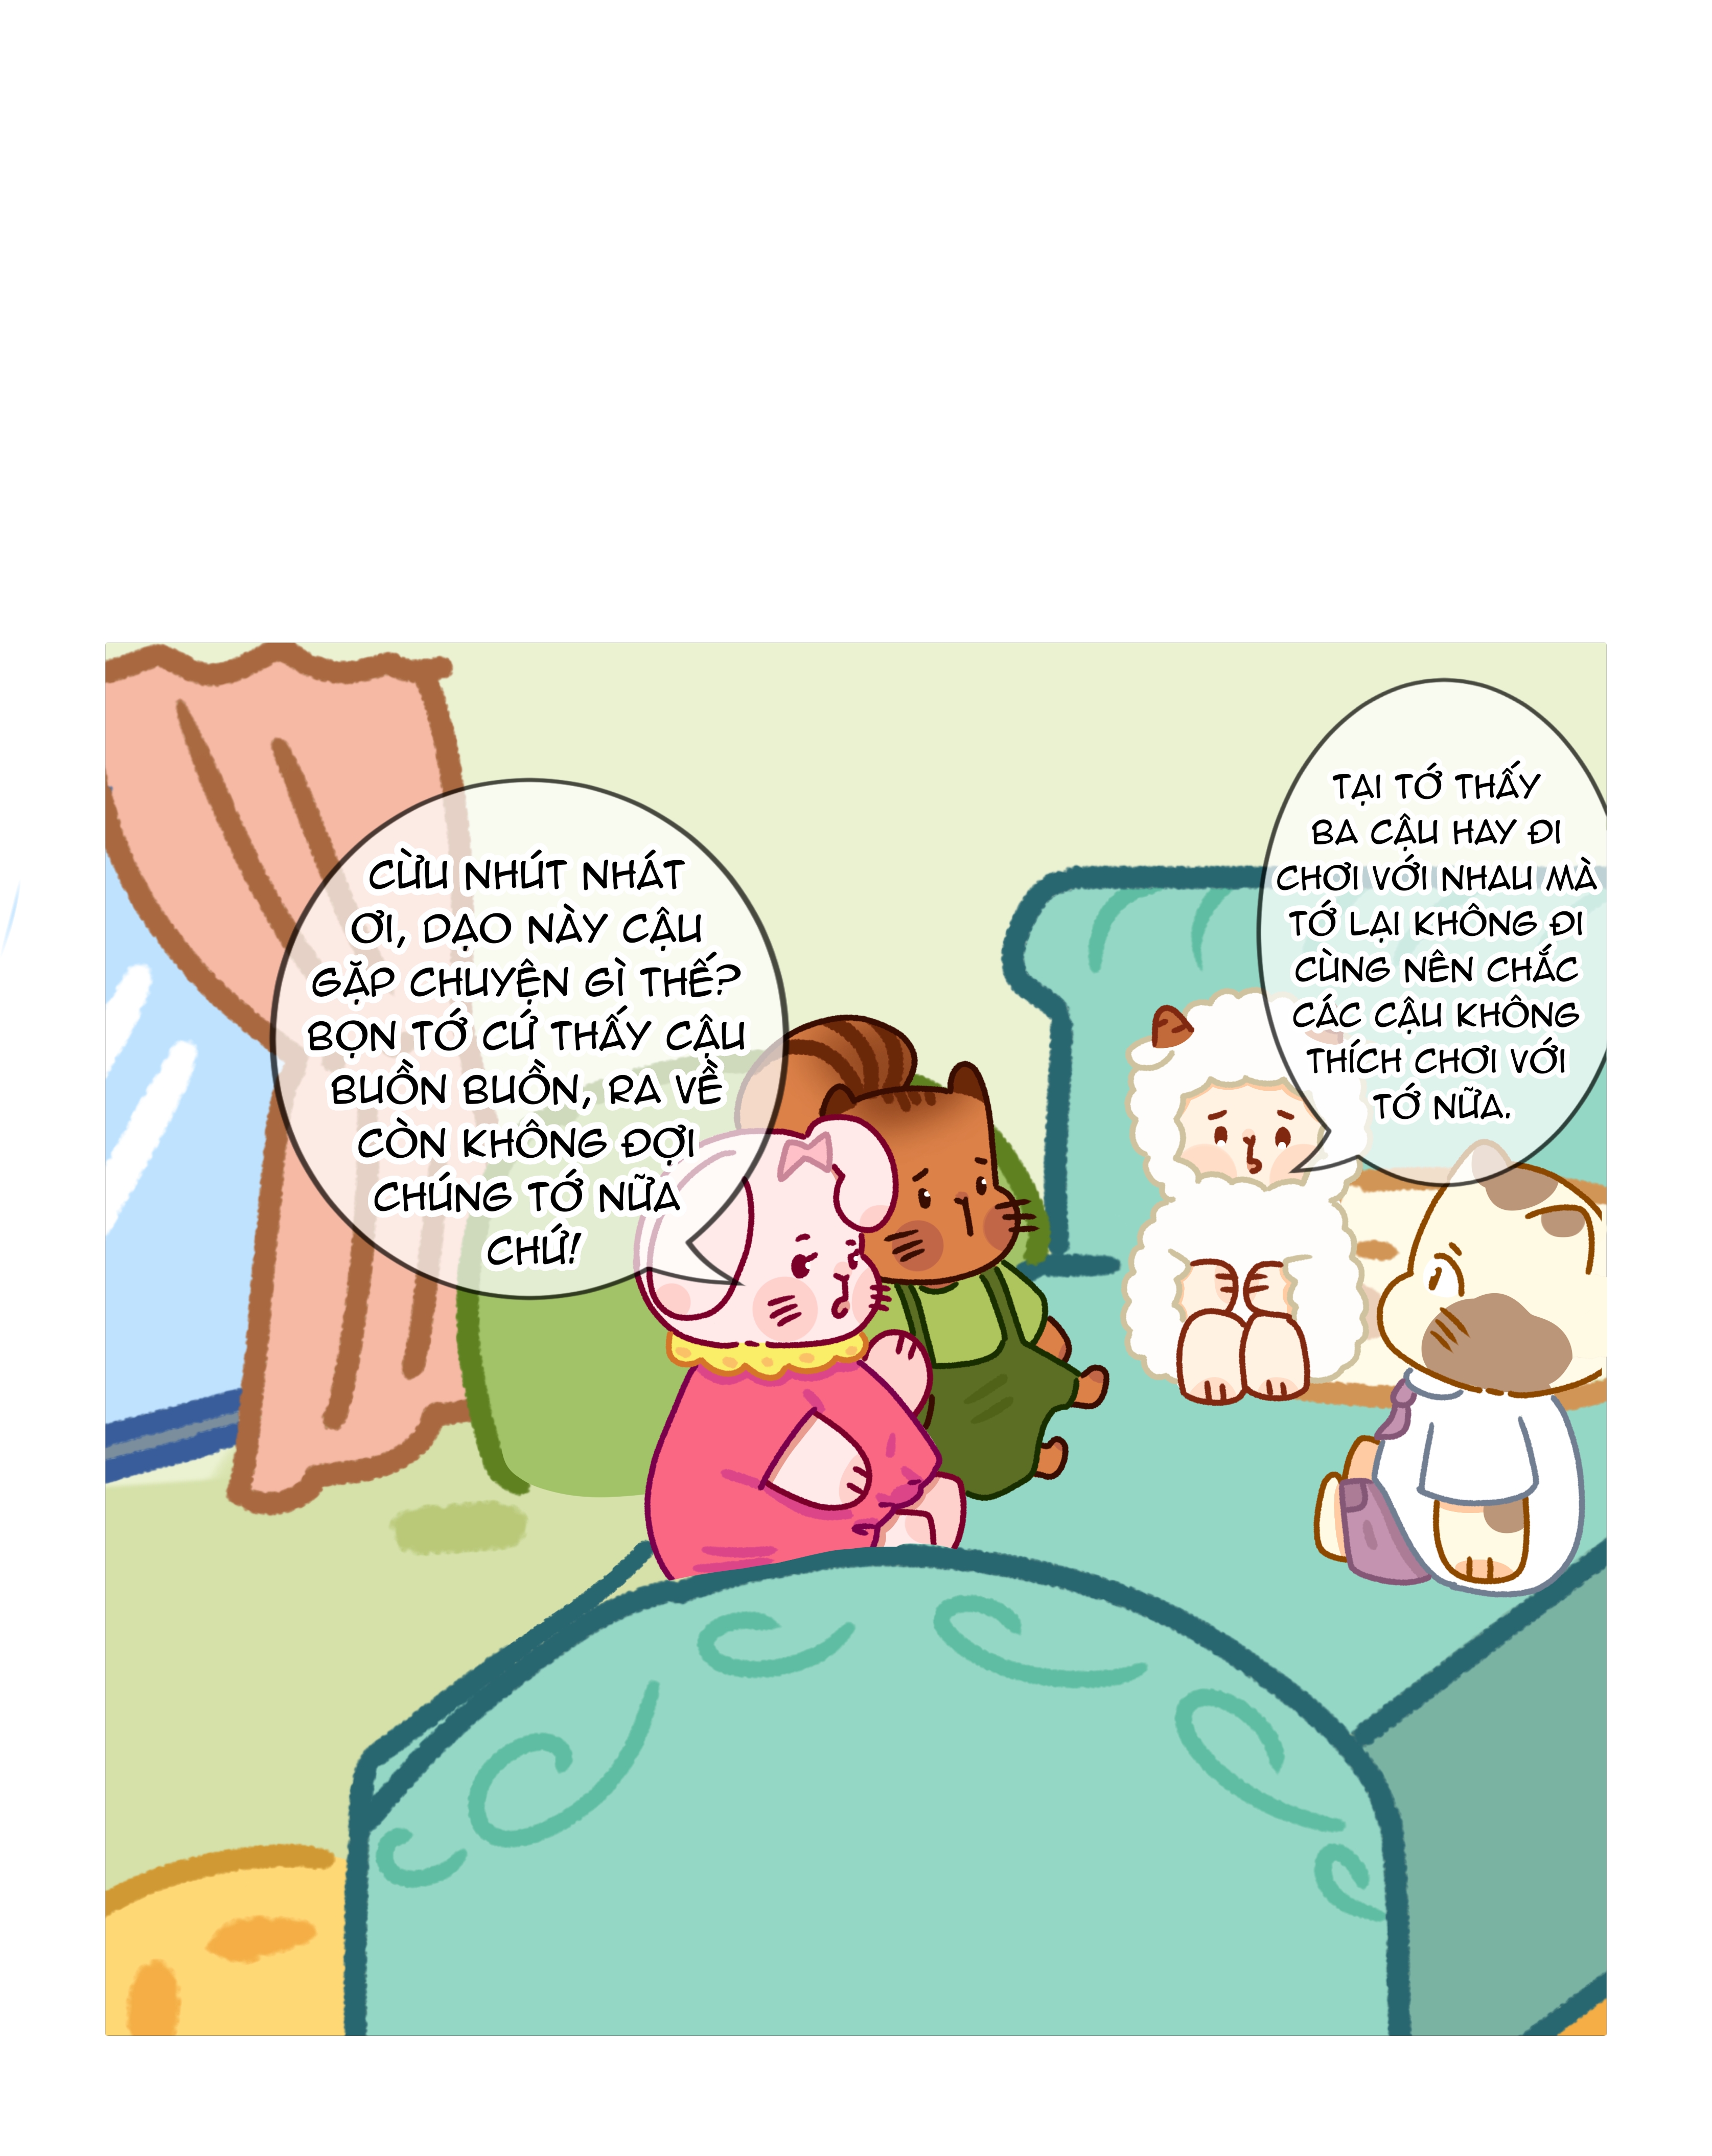 CỪU NHÚT NHÁT
ƠI, DẠO NÀY CẬU
GẶP CHUYỆN GÌ THẾ?
BỌN TỚ CỨ THẤY CẬU
BUỒN BUỒN, RA VỀ
CÒN KHÔNG ĐỢI
CHÚNG TỚ NỮA
CHỨ!
TẠI TỚ THẤY
BA CẬU HAY ĐI
CHƠI VỚI NHAU MÀ
TỚ LẠI KHÔNG ĐI
CÙNG NÊN CHẮC
CÁC CẬU KHÔNG
THÍCH CHƠI VỚI
TỚ NỮA.